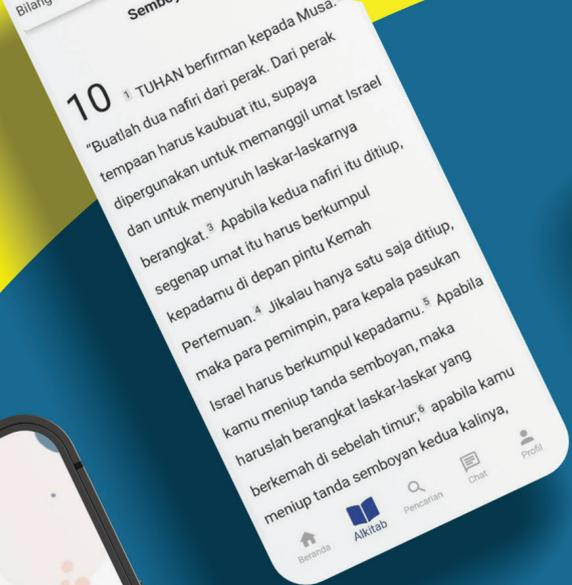 Bilang
Semboy
10 1 TUHAN berfirman kepada Musa:
“Buatlah dua nafiri dari perak. Dari perak
tempaan harus kaubuat itu, supaya
dipergunakan untuk memanggil umat Israel
dan untuk menyuruh laskar-laskarnya
berangkat. 3 Apabila kedua nafiri itu ditiup,
segenap umat itu harus berkumpul
kepadamu di depan pintu Kemah
Pertemuan. 4 Jikalau hanya satu saja ditiup,
maka para pemimpin, para kepala pasukan
Israel harus berkumpul kepadamu. 5 Apabila
kamu meniup tanda semboyan, maka
haruslah berangkat laskar-laskar yang
berkemah di sebelah timur; 6 apabila kamu
meniup tanda semboyan kedua kalinya,
Beranda Alkitab Pencarian Chat Profil